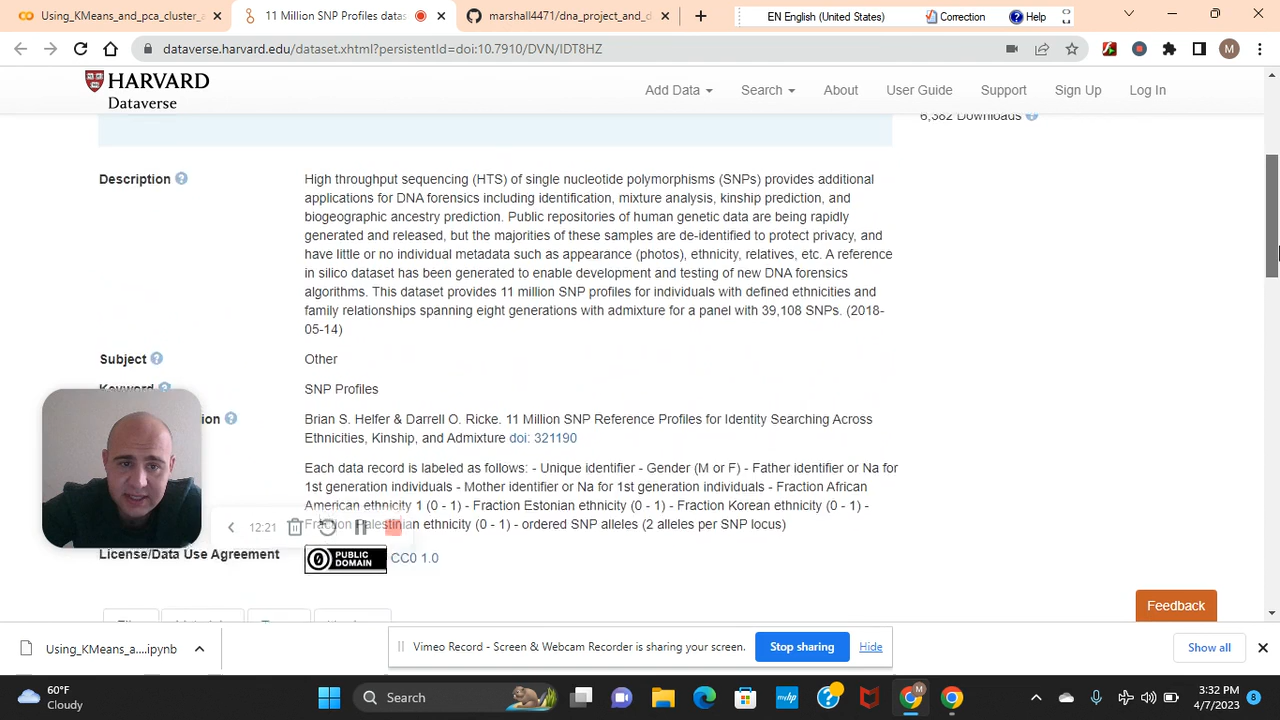 Using_KMeans_and_pca_cluster_
11 Million SNP Profiles datas
marshall4471/dna_project_and_d
EN English (United States)
Correction
Help
dataverse.harvard.edu/dataset.xhtml?persistentId=doi:10.7910/DVN/IDT8HZ
M
HARVARD
Dataverse
Add Data
Search
About
User Guide
Support
Sign Up
Log In
6,382 Downloads
Description
High throughput sequencing (HTS) of single nucleotide polymorphisms (SNPs) provides additional
applications for DNA forensics including identification, mixture analysis, kinship prediction, and
biogeographic ancestry prediction. Public repositories of human genetic data are being rapidly
generated and released, but the majorities of these samples are de-identified to protect privacy, and
have little or no individual metadata such as appearance (photos), ethnicity, relatives, etc. A reference
in silico dataset has been generated to enable development and testing of new DNA forensics
algorithms. This dataset provides 11 million SNP profiles for individuals with defined ethnicities and
family relationships spanning eight generations with admixture for a panel with 39,108 SNPs. (2018-
05-14)
Subject
Other
Keyword
SNP Profiles
ion
Brian S. Helfer & Darrell O. Ricke. 11 Million SNP Reference Profiles for Identity Searching Across
Ethnicities, Kinship, and Admixture doi: 321190
Each data record is labeled as follows: - Unique identifier - Gender (M or F) - Father identifier or Na for
1st generation individuals - Mother identifier or Na for 1st generation individuals - Fraction African
American ethnicity 1 (0 - 1) - Fraction Estonian ethnicity (0 - 1) - Fraction Korean ethnicity (0 - 1) -
Fraction Palestinian ethnicity (0 - 1) - ordered SNP alleles (2 alleles per SNP locus)
12:21
License/Data Use Agreement
PUBLIC
DOMAIN
CC0 1.0
Feedback
Using_KMeans_a....ipynb
Vimeo Record - Screen & Webcam Recorder is sharing your screen.
Stop sharing
Hide
Show all
60°F
Cloudy
Search
M
3:32 PM
4/7/2023
8